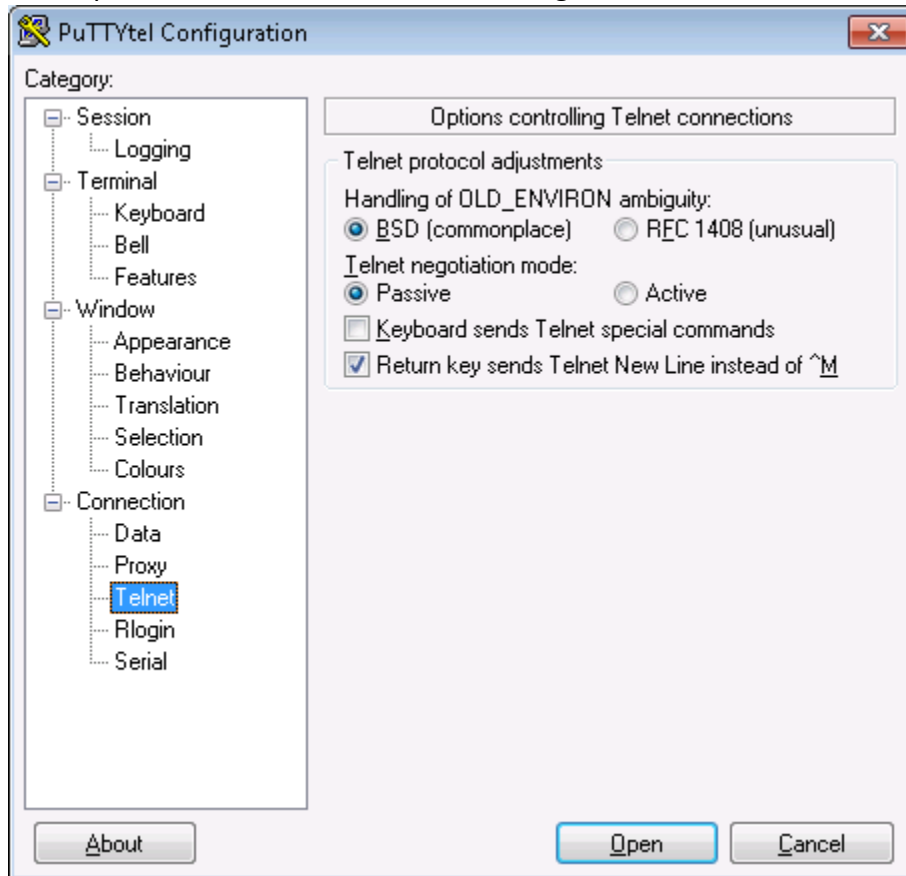 PuTTYtel Configuration
Category:
Session
Logging
Terminal
Keyboard
Bell
Features
Window
Appearance
Behaviour
Translation
Selection
Colours
Connection
Data
Proxy
Telnet
Rlogin
Serial
Options controlling Telnet connections
Telnet protocol adjustments
Handling of OLD_ENVIRON ambiguity:
BSD (commonplace) RFC 1408 (unusual)
Telnet negotiation mode:
Passive Active
Keyboard sends Telnet special commands
Return key sends Telnet New Line instead of ^M
About Open Cancel